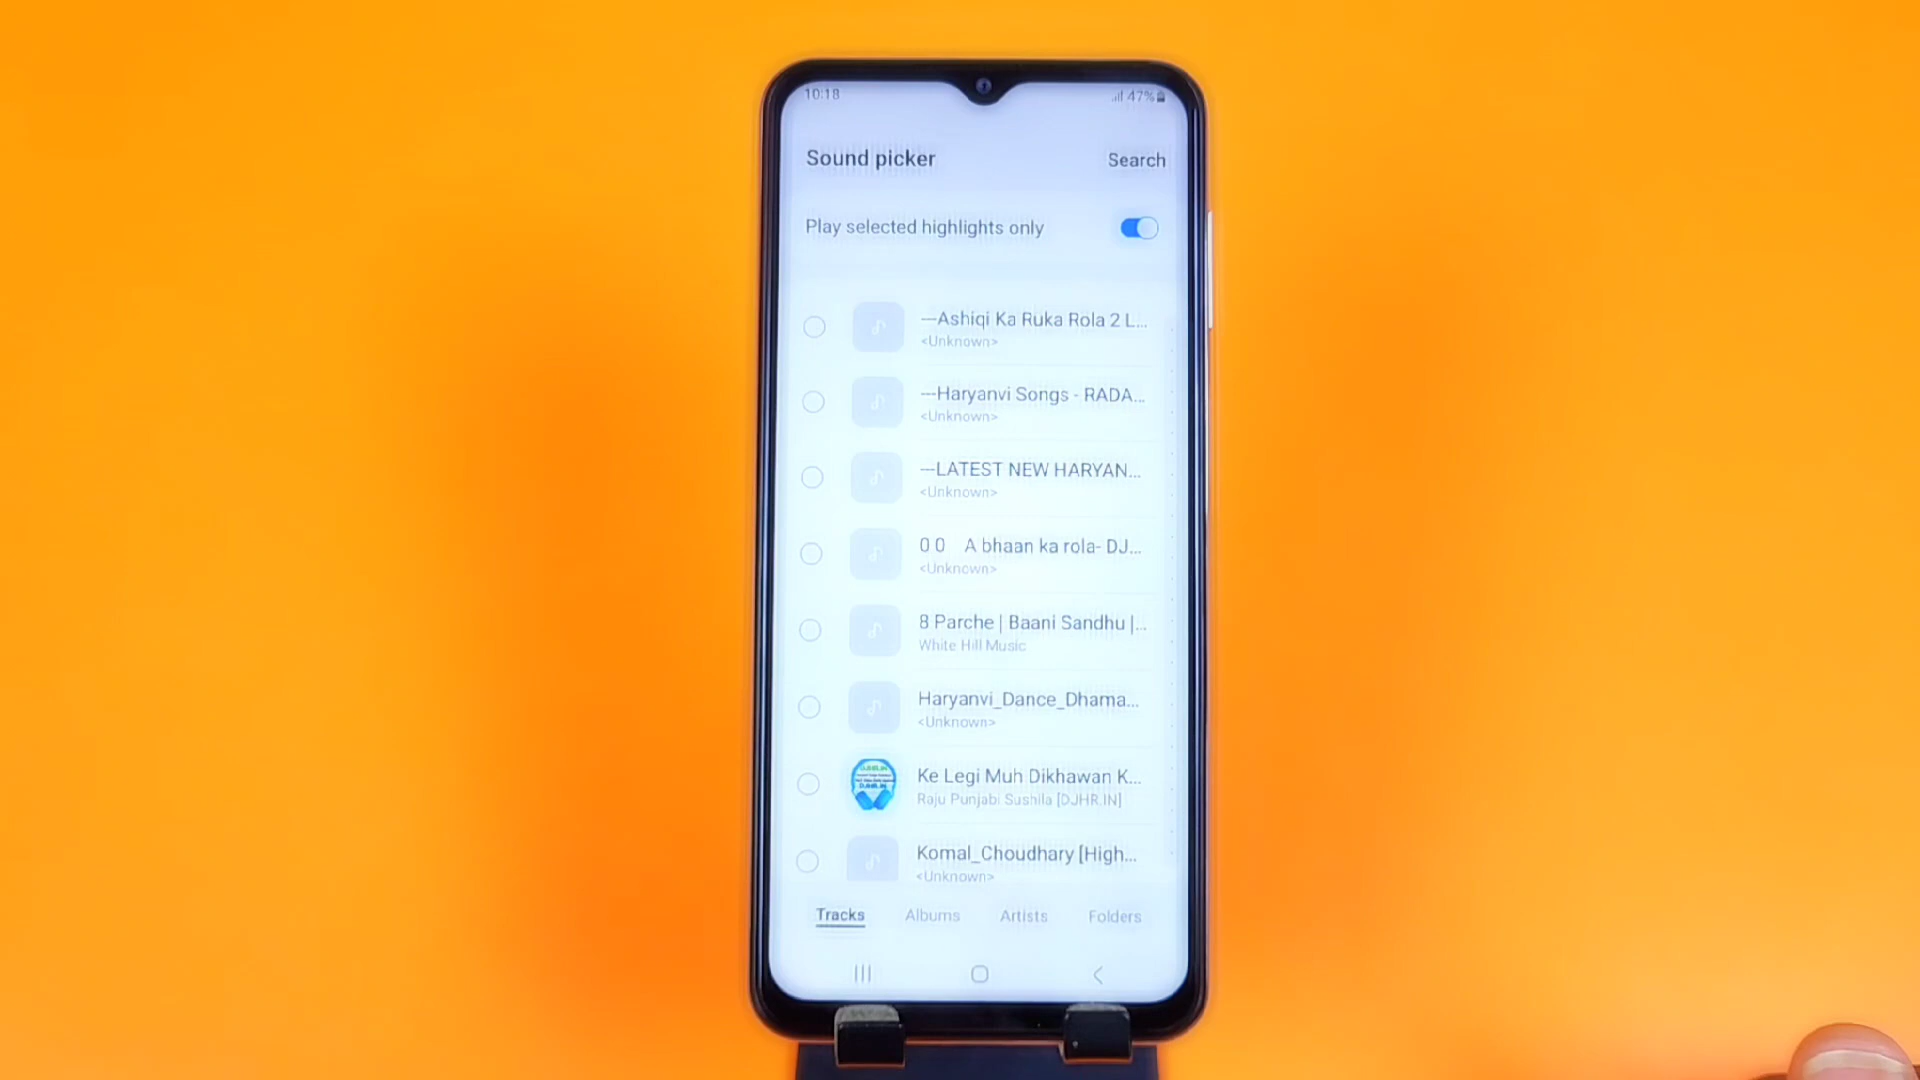 10:18
47%
Sound picker
Search
Play selected highlights only
---Ashiqi Ka Ruka Rola 2 L...
<Unknown>
---Haryanvi Songs - RADA...
<Unknown>
---LATEST NEW HARYAN...
<Unknown>
0 0 A bhaan ka rola- DJ...
<Unknown>
8 Parche | Baani Sandhu |...
White Hill Music
Haryanvi_Dance_Dhama...
<Unknown>
Ke Legi Muh Dikhawan K...
Raju Punjabi Sushila [DJHR.IN]
DJHR.IN
Komal_Choudhary [High...
<Unknown>
Tracks
Albums
Artists
Folders